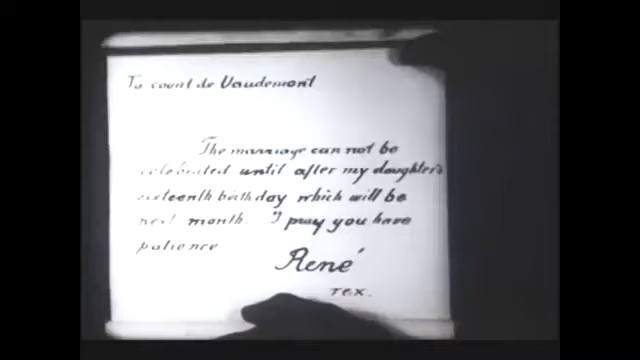 To count de Vaudemont
The marriage can not be
celebrated until after my daughter's
sixteenth birthday which will be
next month. I pray you have
patience
René
rex.